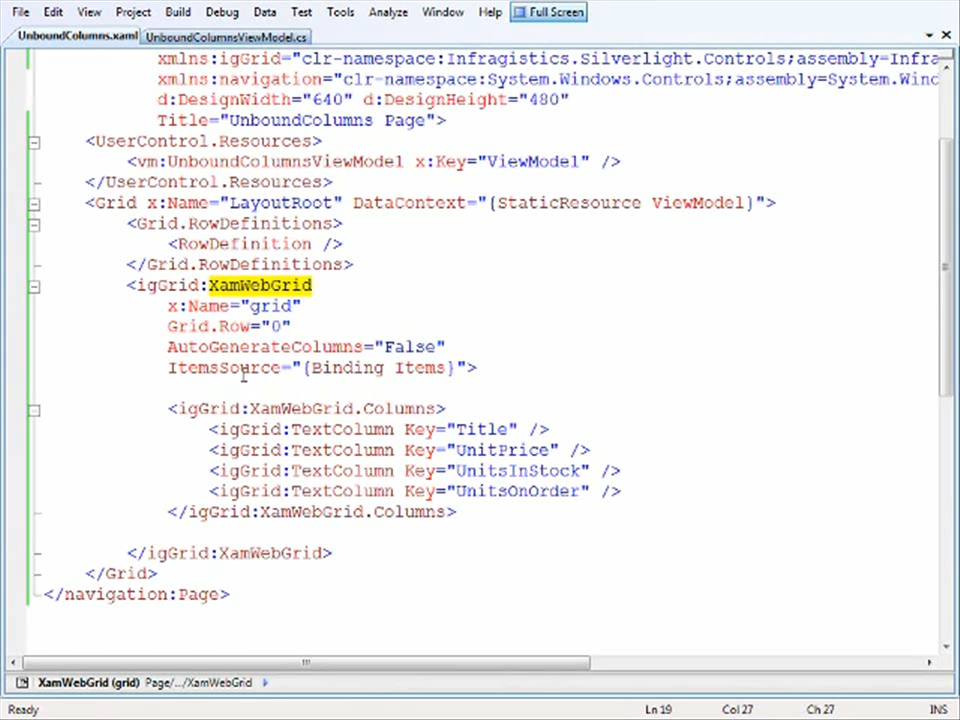 File Edit View Project Build Debug Data Test Tools Analyze Window Help Full Screen
UnboundColumns.xaml UnboundColumnsViewModel.cs
xmlns:igGrid="clr-namespace:Infragistics.Silverlight.Controls;assembly=Infra
xmlns:navigation="clr-namespace:System.Windows.Controls;assembly=System.Wind
d:DesignWidth="640" d:DesignHeight="480"
Title="UnboundColumns Page">
<UserControl.Resources>
<vm:UnboundColumnsViewModel x:Key="ViewModel" />
</UserControl.Resources>
<Grid x:Name="LayoutRoot" DataContext="{StaticResource ViewModel}">
<Grid.RowDefinitions>
<RowDefinition />
</Grid.RowDefinitions>
<igGrid:XamWebGrid
x:Name="grid"
Grid.Row="0"
AutoGenerateColumns="False"
ItemsSource="{Binding Items}">
<igGrid:XamWebGrid.Columns>
<igGrid:TextColumn Key="Title" />
<igGrid:TextColumn Key="UnitPrice" />
<igGrid:TextColumn Key="UnitsInStock" />
<igGrid:TextColumn Key="UnitsOnOrder" />
</igGrid:XamWebGrid.Columns>
</igGrid:XamWebGrid>
</Grid>
</navigation:Page>
XamWebGrid (grid) Page/.../XamWebGrid
Ready Ln 19 Col 27 Ch 27 INS